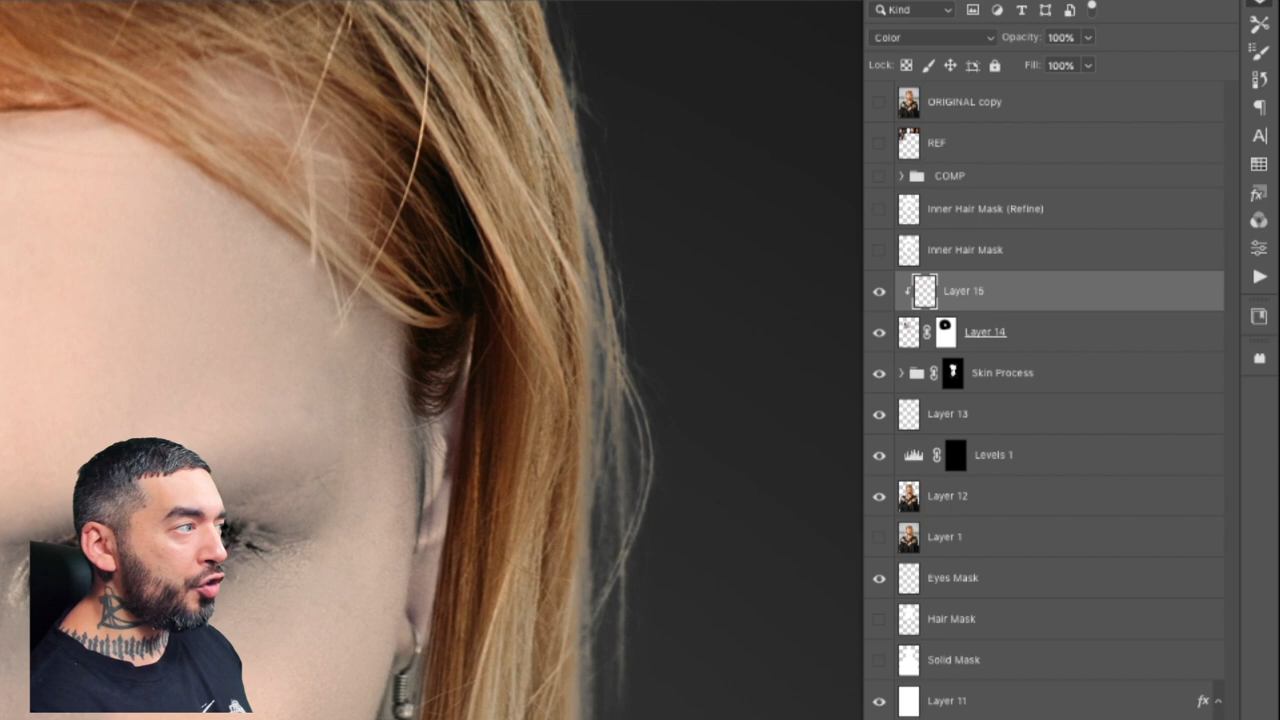 Kind
Color Opacity: 100%
Lock: Fill: 100%
ORIGINAL copy
REF
COMP
Inner Hair Mask (Refine)
Inner Hair Mask
Layer 15
Layer 14
Skin Process
Layer 13
Levels 1
Layer 12
Layer 1
Eyes Mask
Hair Mask
Solid Mask
Layer 11 fx